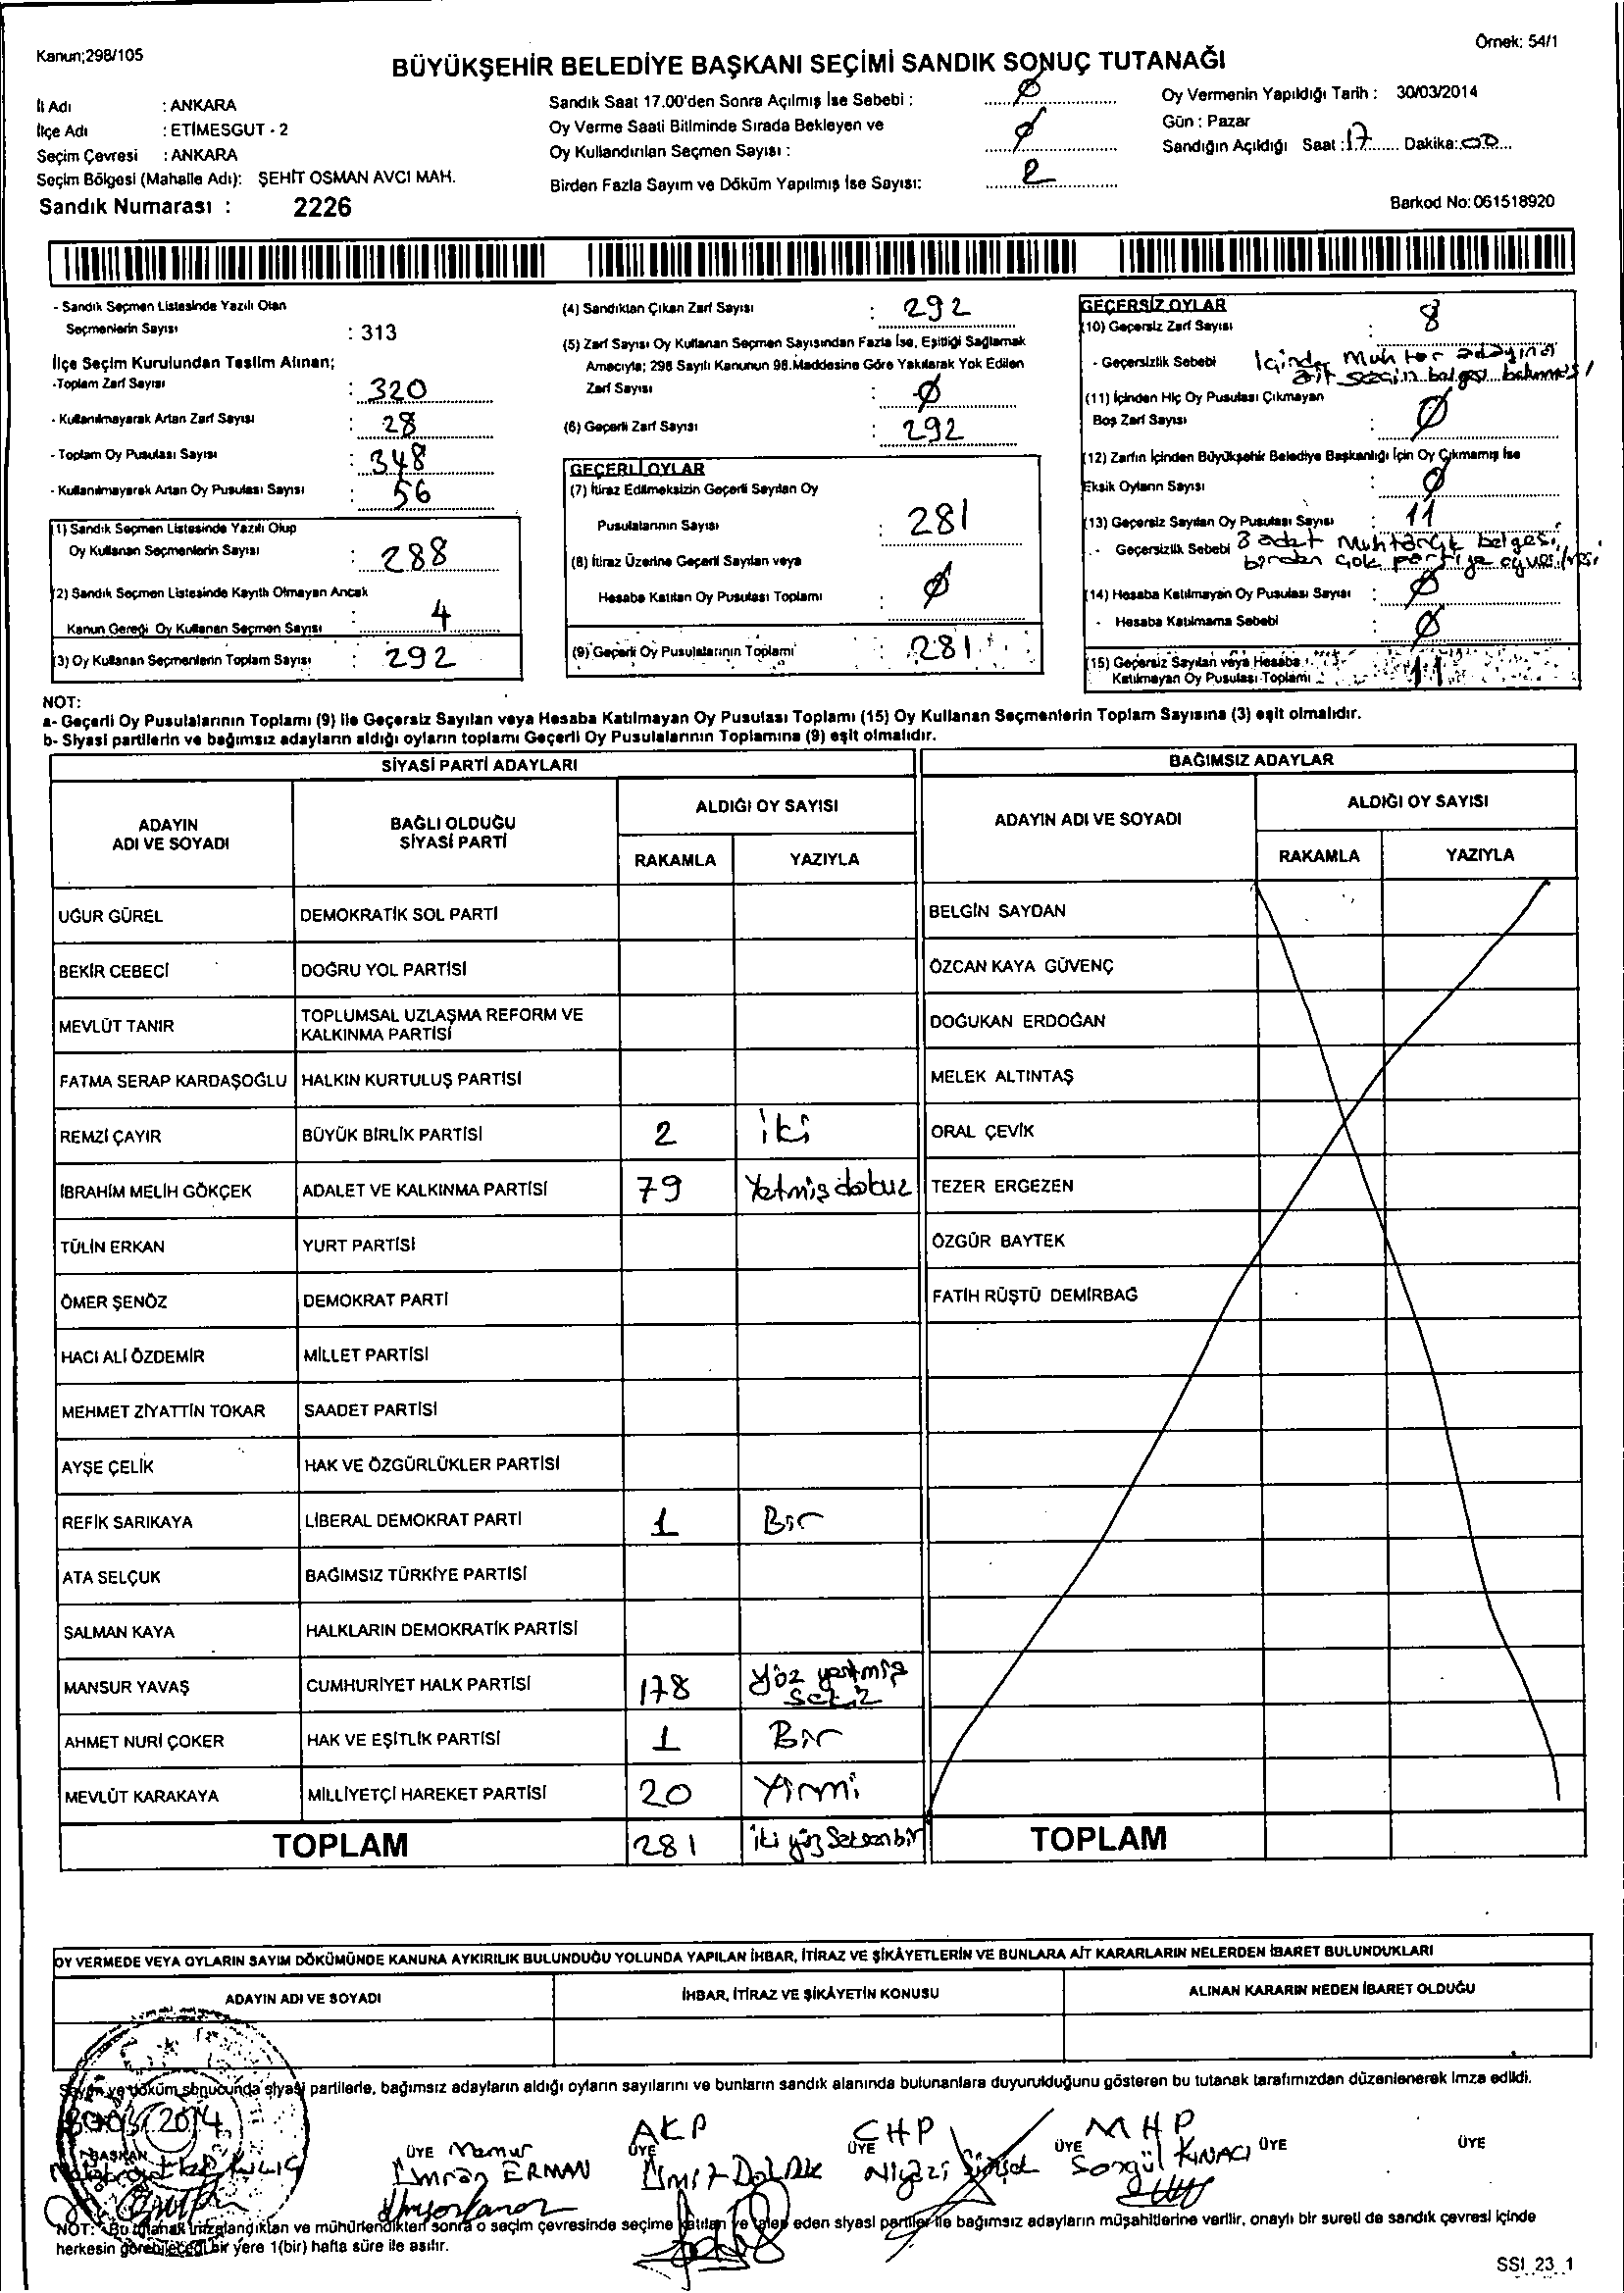 Kanun;298/105
Örnek: 54/1
BÜYÜKŞEHİR BELEDİYE BAŞKANI SEÇİMİ SANDIK SONUÇ TUTANAĞI
İl Adı : ANKARA
İlçe Adı : ETİMESGUT - 2
Seçim Çevresi : ANKARA
Seçim Bölgesi (Mahalle Adı): ŞEHİT OSMAN AVCI MAH.
Sandık Numarası : 2226
Sandık Saat 17.00'den Sonra Açılmış İse Sebebi : Ø
Oy Verme Saati Bitiminde Sırada Bekleyen ve
Oy Kullandırılan Seçmen Sayısı : Ø
Birden Fazla Sayım ve Döküm Yapılmış İse Sayısı: 2
Oy Vermenin Yapıldığı Tarih : 30/03/2014
Gün : Pazar
Sandığın Açıldığı Saat : 17 Dakika: 00
Barkod No: 061518920
- Sandık Seçmen Listesinde Yazılı Olan
Seçmenlerin Sayısı : 313
İlçe Seçim Kurulundan Teslim Alınan;
-Toplam Zarf Sayısı : 320
- Kullanılmayarak Artan Zarf Sayısı : 28
- Toplam Oy Pusulası Sayısı : 348
- Kullanılmayarak Artan Oy Pusulası Sayısı : 56
(1) Sandık Seçmen Listesinde Yazılı Olup
Oy Kullanan Seçmenlerin Sayısı : 288
(2) Sandık Seçmen Listesinde Kayıtlı Olmayan Ancak
Kanun Gereği Oy Kullanan Seçmen Sayısı : 4
(3) Oy Kullanan Seçmenlerin Toplam Sayısı : 292
(4) Sandıktan Çıkan Zarf Sayısı : 292
(5) Zarf Sayısı Oy Kullanan Seçmen Sayısından Fazla İse, Eşitliği Sağlamak
Amacıyla; 298 Sayılı Kanunun 98.Maddesine Göre Yakılarak Yok Edilen
Zarf Sayısı : Ø
(6) Geçerli Zarf Sayısı : 292
GEÇERLİ OYLAR
(7) İtiraz Edilmeksizin Geçerli Sayılan Oy
Pusulalarının Sayısı : 281
(8) İtiraz Üzerine Geçerli Sayılan veya
Hesaba Katılan Oy Pusulası Toplamı : Ø
(9) Geçerli Oy Pusulalarının Toplamı : 281
GEÇERSİZ OYLAR
(10) Geçersiz Zarf Sayısı : 8
- Geçersizlik Sebebi İçinde Muhtar adayına
ait seçim belgesi bulunması
(11) İçinden Hiç Oy Pusulası Çıkmayan
Boş Zarf Sayısı : Ø
(12) Zarfın İçinden Büyükşehir Belediye Başkanlığı İçin Oy Çıkmamış İse
Eksik Oyların Sayısı : Ø
(13) Geçersiz Sayılan Oy Pusulası Sayısı : 11
- Geçersizlik Sebebi 8 adet Muhtarlık belgesi,
birden çok partiye oy verilmesi
(14) Hesaba Katılmayan Oy Pusulası Sayısı : Ø
- Hesaba Katılmama Sebebi : Ø
(15) Geçersiz Sayılan veya Hesaba
Katılmayan Oy Pusulası Toplamı : 11
NOT:
a- Geçerli Oy Pusulalarının Toplamı (9) ile Geçersiz Sayılan veya Hesaba Katılmayan Oy Pusulası Toplamı (15) Oy Kullanan Seçmenlerin Toplam Sayısına (3) eşit olmalıdır.
b- Siyasi partilerin ve bağımsız adayların aldığı oyların toplamı Geçerli Oy Pusulalarının Toplamına (9) eşit olmalıdır.
SİYASİ PARTİ ADAYLARI
BAĞIMSIZ ADAYLAR
ADAYIN
ADI VE SOYADI
BAĞLI OLDUĞU
SİYASİ PARTİ
ALDIĞI OY SAYISI
RAKAMLA YAZIYLA
ADAYIN ADI VE SOYADI
ALDIĞI OY SAYISI
RAKAMLA YAZIYLA
UĞUR GÜREL DEMOKRATİK SOL PARTİ BELGİN SAYDAN
BEKİR CEBECİ DOĞRU YOL PARTİSİ ÖZCAN KAYA GÜVENÇ
MEVLÜT TANIR TOPLUMSAL UZLAŞMA REFORM VE
KALKINMA PARTİSİ DOĞUKAN ERDOĞAN
FATMA SERAP KARDAŞOĞLU HALKIN KURTULUŞ PARTİSİ MELEK ALTINTAŞ
REMZİ ÇAYIR BÜYÜK BİRLİK PARTİSİ 2 iki ORAL ÇEVİK
İBRAHİM MELİH GÖKÇEK ADALET VE KALKINMA PARTİSİ 79 Yetmiş dokuz TEZER ERGEZEN
TÜLİN ERKAN YURT PARTİSİ ÖZGÜR BAYTEK
ÖMER ŞENÖZ DEMOKRAT PARTİ FATİH RÜŞTÜ DEMİRBAĞ
HACI ALİ ÖZDEMİR MİLLET PARTİSİ
MEHMET ZİYATTİN TOKAR SAADET PARTİSİ
AYŞE ÇELİK HAK VE ÖZGÜRLÜKLER PARTİSİ
REFİK SARIKAYA LİBERAL DEMOKRAT PARTİ 1 Bir
ATA SELÇUK BAĞIMSIZ TÜRKİYE PARTİSİ
SALMAN KAYA HALKLARIN DEMOKRATİK PARTİSİ
MANSUR YAVAŞ CUMHURİYET HALK PARTİSİ 178 Yüz yetmiş
sekiz
AHMET NURİ ÇOKER HAK VE EŞİTLİK PARTİSİ 1 Bir
MEVLÜT KARAKAYA MİLLİYETÇİ HAREKET PARTİSİ 20 Yirmi
TOPLAM 281 iki yüz seksen bir TOPLAM
OY VERMEDE VEYA OYLARIN SAYIM DÖKÜMÜNDE KANUNA AYKIRILIK BULUNDUĞU YOLUNDA YAPILAN İHBAR, İTİRAZ VE ŞİKÂYETLERİN VE BUNLARA AİT KARARLARIN NELERDEN İBARET BULUNDUKLARI
ADAYIN ADI VE SOYADI İHBAR, İTİRAZ VE ŞİKÂYETİN KONUSU ALINAN KARARIN NEDEN İBARET OLDUĞU
Sayım ve döküm sonucunda siyasi partilerle, bağımsız adayların aldığı oyların sayılarını ve bunların sandık alanında bulunanlara duyurulduğunu gösteren bu tutanak tarafımızdan düzenlenerek imza edildi.
2014
AKP CHP MHP
BAŞKAN ÜYE Memur ÜYE ÜYE ÜYE ÜYE ÜYE
KILIÇ ERMAN Ümit Niyazi Şimşek Songül KINACI
NOT: Bu tutanak imzalandıktan ve mühürlendikten sonra o seçim çevresinde seçime katılan ve talep eden siyasi partiler ile bağımsız adayların müşahitlerine verilir, onaylı bir sureti de sandık çevresi içinde
herkesin görebileceği bir yere 1(bir) hafta süre ile asılır.
SSI_23_1